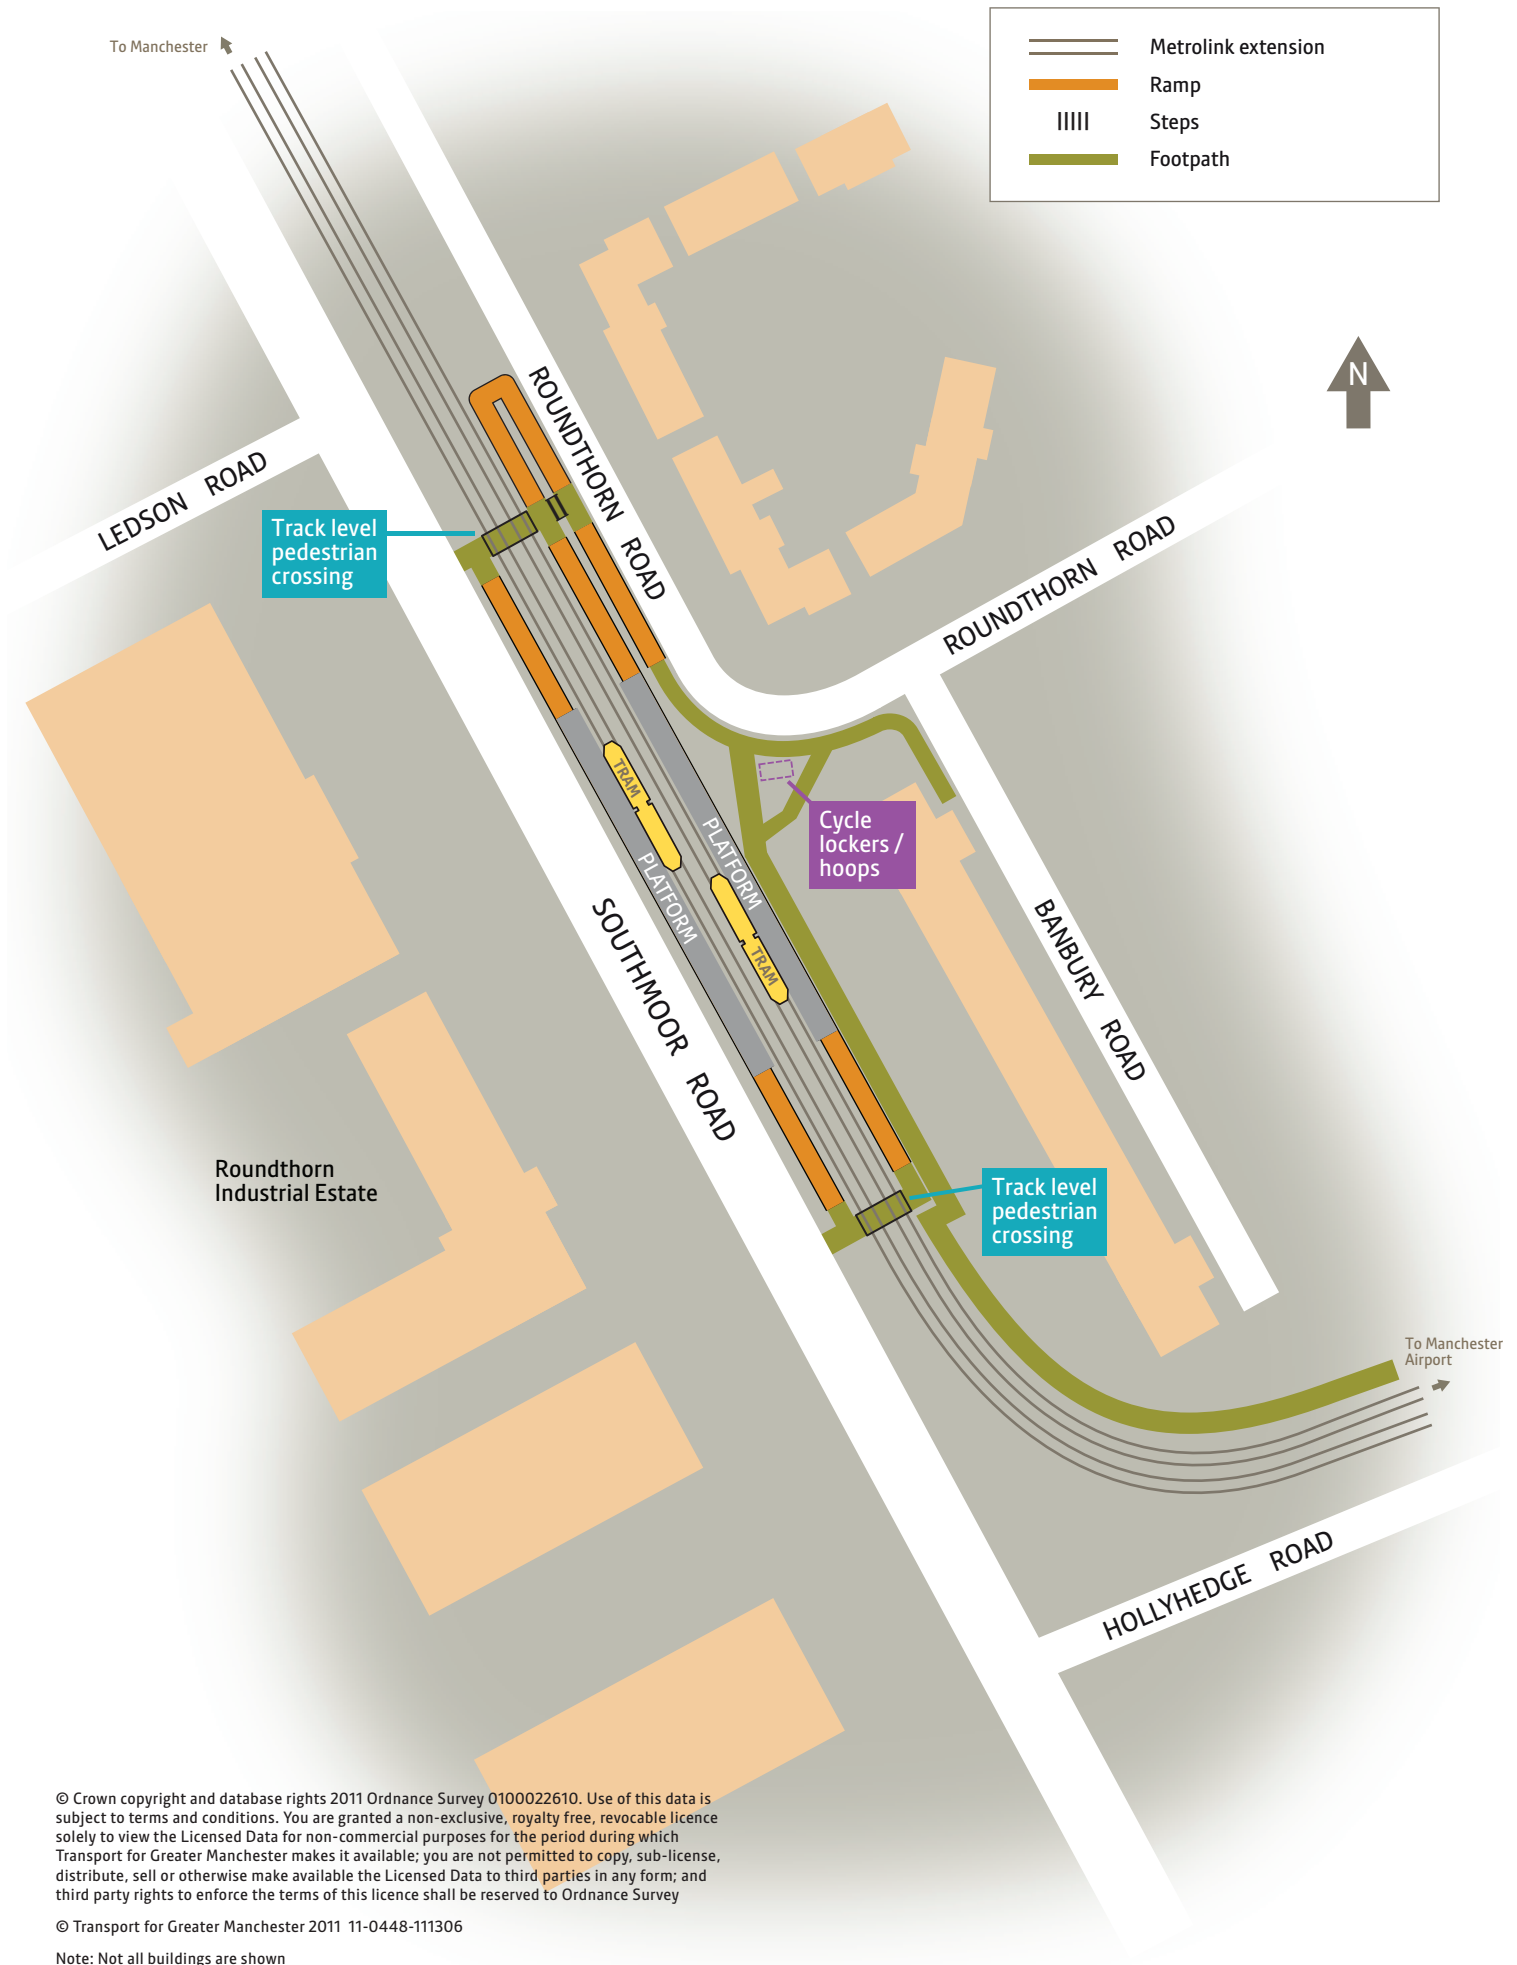 To Manchester
Metrolink extension
Ramp
Steps
Footpath
N
ROUNDTHORN ROAD
LEDSON ROAD
Track level
pedestrian
crossing
ROUNDTHORN ROAD
TRAM
PLATFORM
PLATFORM
TRAM
Cycle
lockers /
hoops
SOUTHMOOR ROAD
BANBURY ROAD
Roundthorn
Industrial Estate
Track level
pedestrian
crossing
To Manchester
Airport
HOLLYHEDGE ROAD
© Crown copyright and database rights 2011 Ordnance Survey 0100022610. Use of this data is
subject to terms and conditions. You are granted a non-exclusive, royalty free, revocable licence
solely to view the Licensed Data for non-commercial purposes for the period during which
Transport for Greater Manchester makes it available; you are not permitted to copy, sub-license,
distribute, sell or otherwise make available the Licensed Data to third parties in any form; and
third party rights to enforce the terms of this licence shall be reserved to Ordnance Survey
© Transport for Greater Manchester 2011 11-0448-111306
Note: Not all buildings are shown